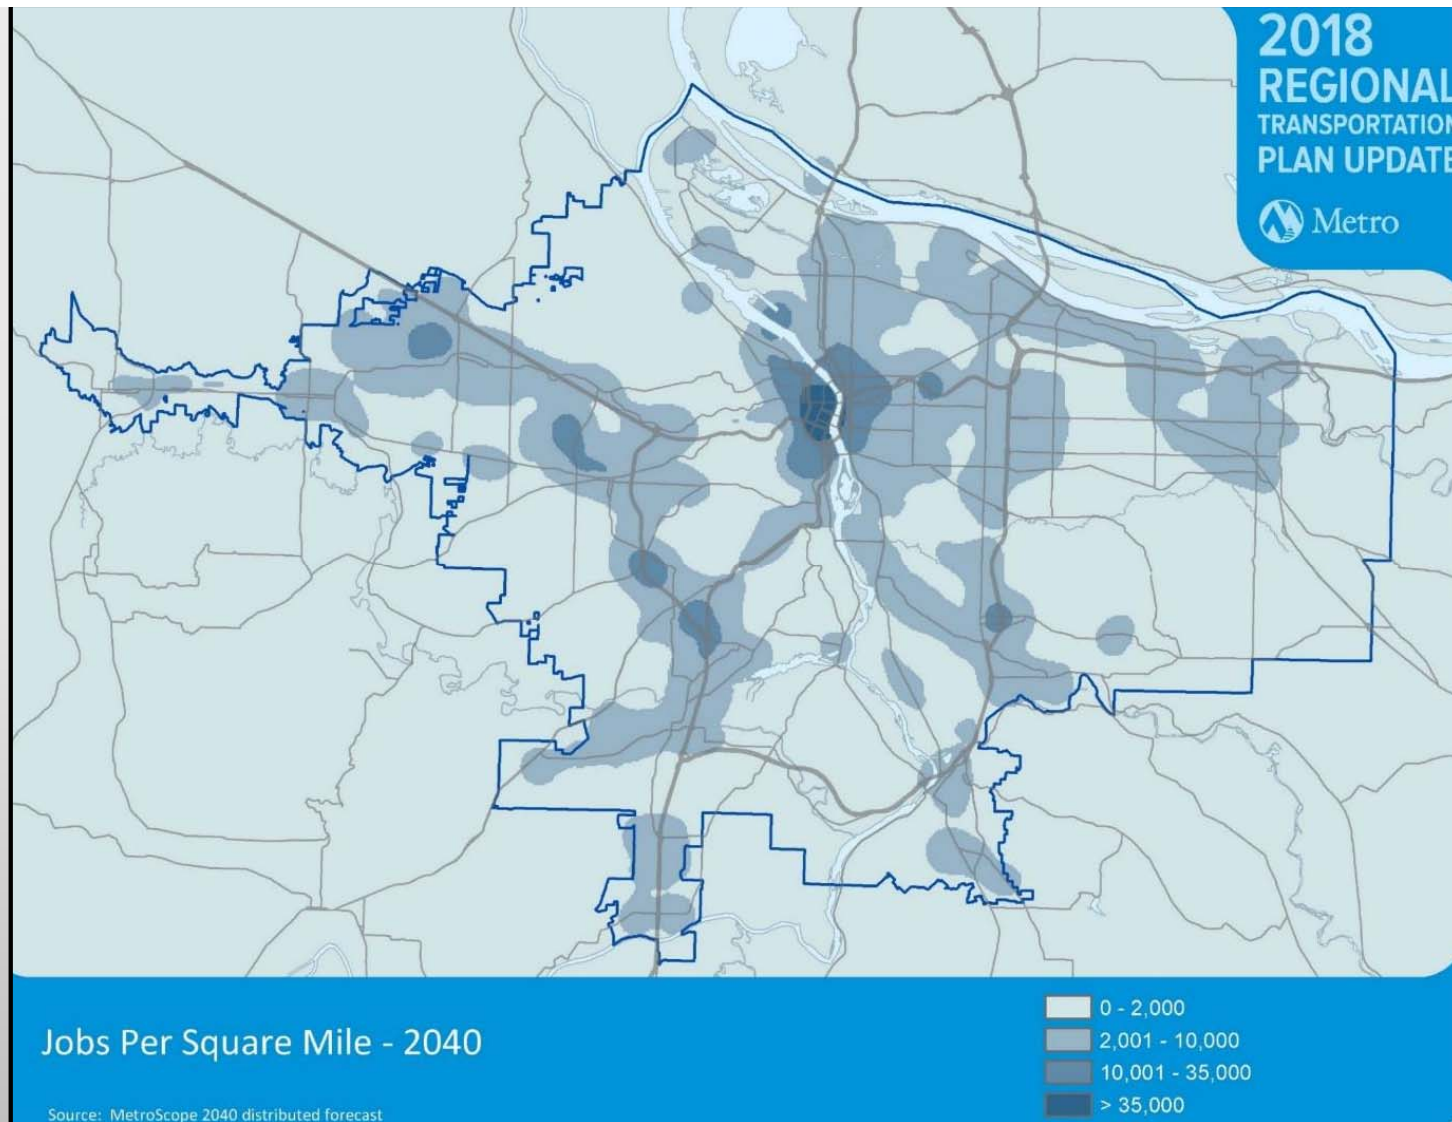 2018
REGIONAL
TRANSPORTATION
PLAN UPDATE
Metro
Jobs Per Square Mile - 2040
Source: MetroScope 2040 distributed forecast
0 - 2,000
2,001 - 10,000
10,001 - 35,000
> 35,000